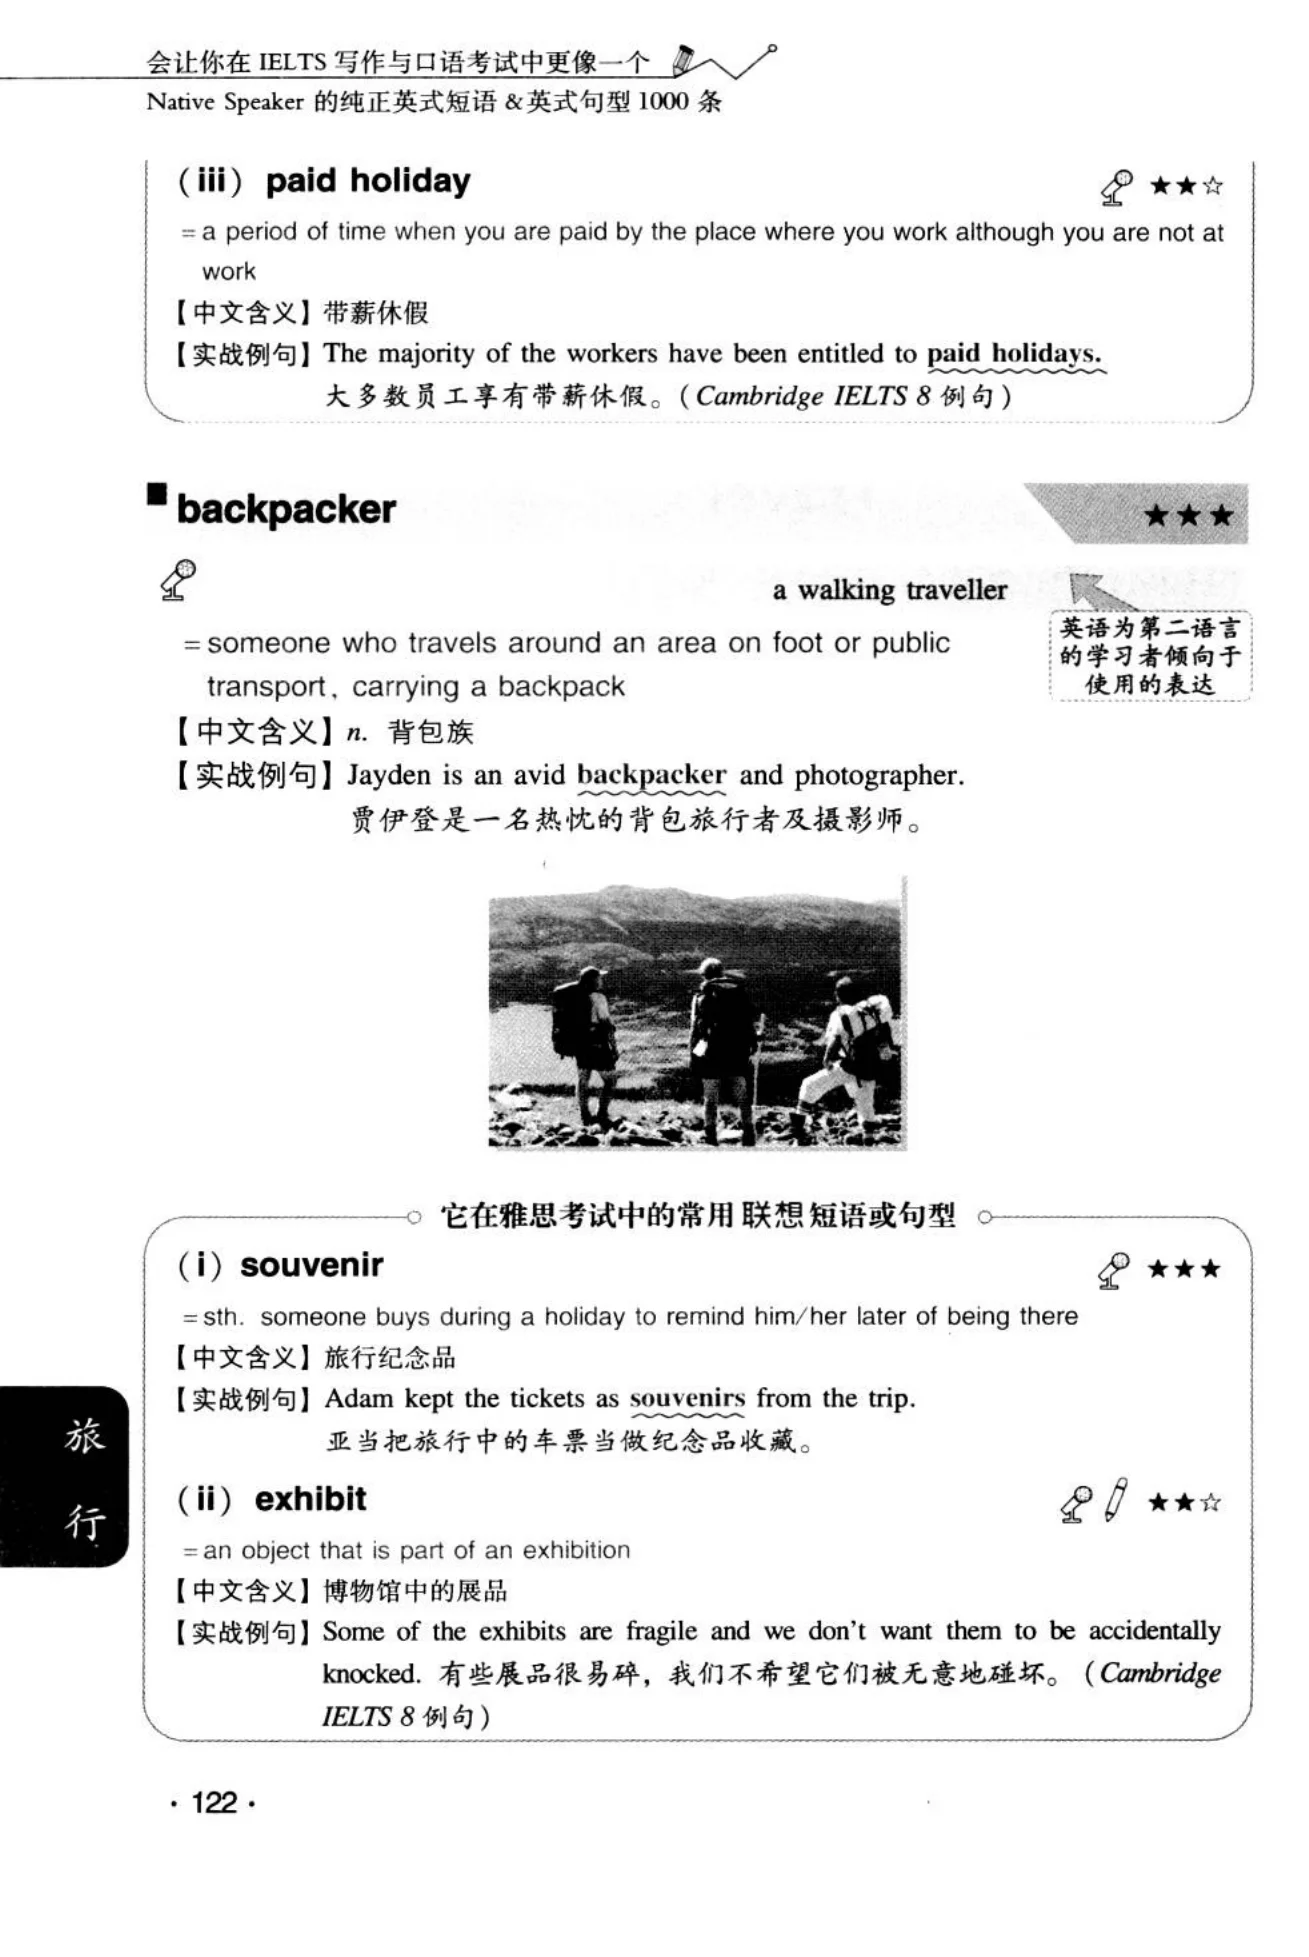 会让你在 IELTS 写作与口语考试中更像一个
Native Speaker 的纯正英式短语 & 英式句型 1000 条
(iii) paid holiday ★★☆
= a period of time when you are paid by the place where you work although you are not at
work
【中文含义】带薪休假
【实战例句】The majority of the workers have been entitled to paid holidays.
大多数员工享有带薪休假。(Cambridge IELTS 8 例句)
backpacker ★★★
a walking traveller
英语为第二语言
的学习者倾向于
使用的表达
= someone who travels around an area on foot or public
transport, carrying a backpack
【中文含义】n. 背包族
【实战例句】Jayden is an avid backpacker and photographer.
贾伊登是一名热忱的背包旅行者及摄影师。
它在雅思考试中的常用联想短语或句型
(i) souvenir ★★★
= sth. someone buys during a holiday to remind him/her later of being there
【中文含义】旅行纪念品
【实战例句】Adam kept the tickets as souvenirs from the trip.
亚当把旅行中的车票当做纪念品收藏。
(ii) exhibit ★★☆
= an object that is part of an exhibition
【中文含义】博物馆中的展品
【实战例句】Some of the exhibits are fragile and we don't want them to be accidentally
knocked. 有些展品很易碎，我们不希望它们被无意地碰坏。(Cambridge
IELTS 8 例句)
旅
行
· 122 ·